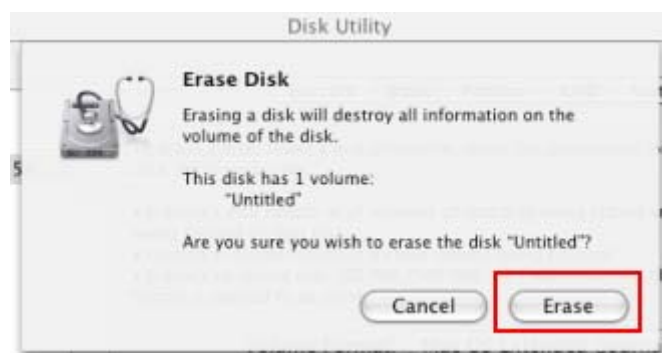 Disk Utility
Erase Disk
Erasing a disk will destroy all information on the
volume of the disk.
This disk has 1 volume:
"Untitled"
Are you sure you wish to erase the disk "Untitled"?
Cancel
Erase